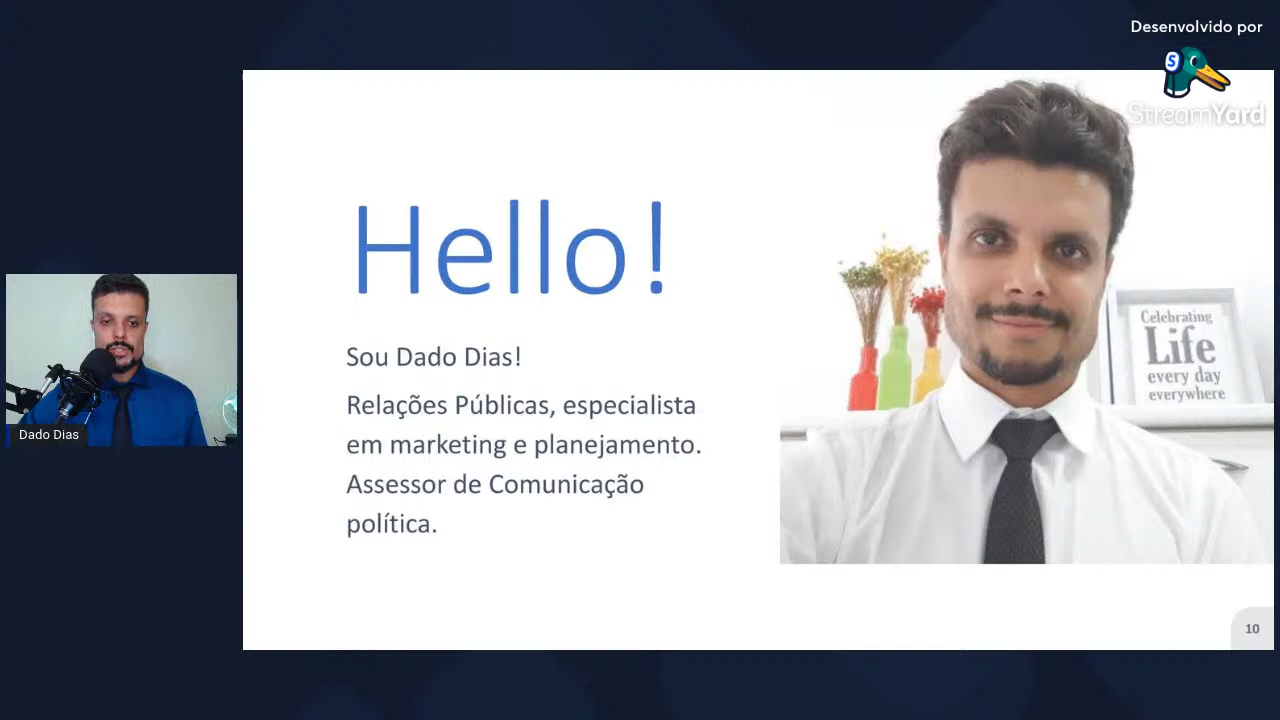 Desenvolvido por
S
StreamYard
Hello!
Sou Dado Dias!
Relações Públicas, especialista
em marketing e planejamento.
Assessor de Comunicação
política.
Celebrating
Life
every day
everywhere
Dado Dias
10